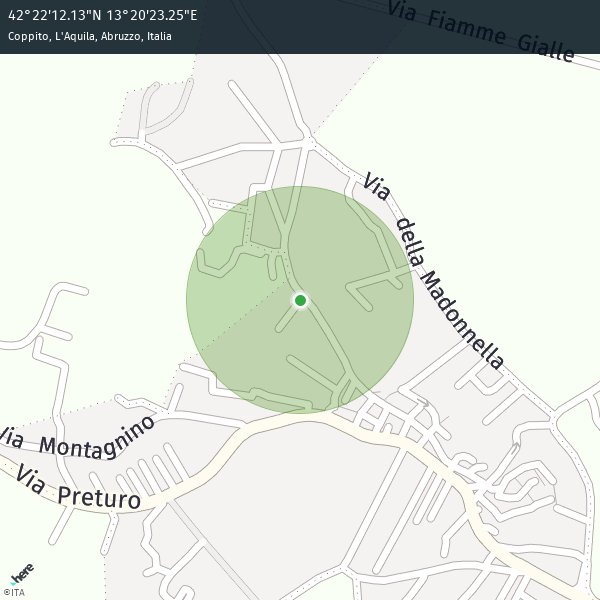 42°22'12.13"N 13°20'23.25"E
Coppito, L'Aquila, Abruzzo, Italia
Via Fiamme Gialle
Via della Madonnella
Via Montagnino
Via Preturo
here
©ITA